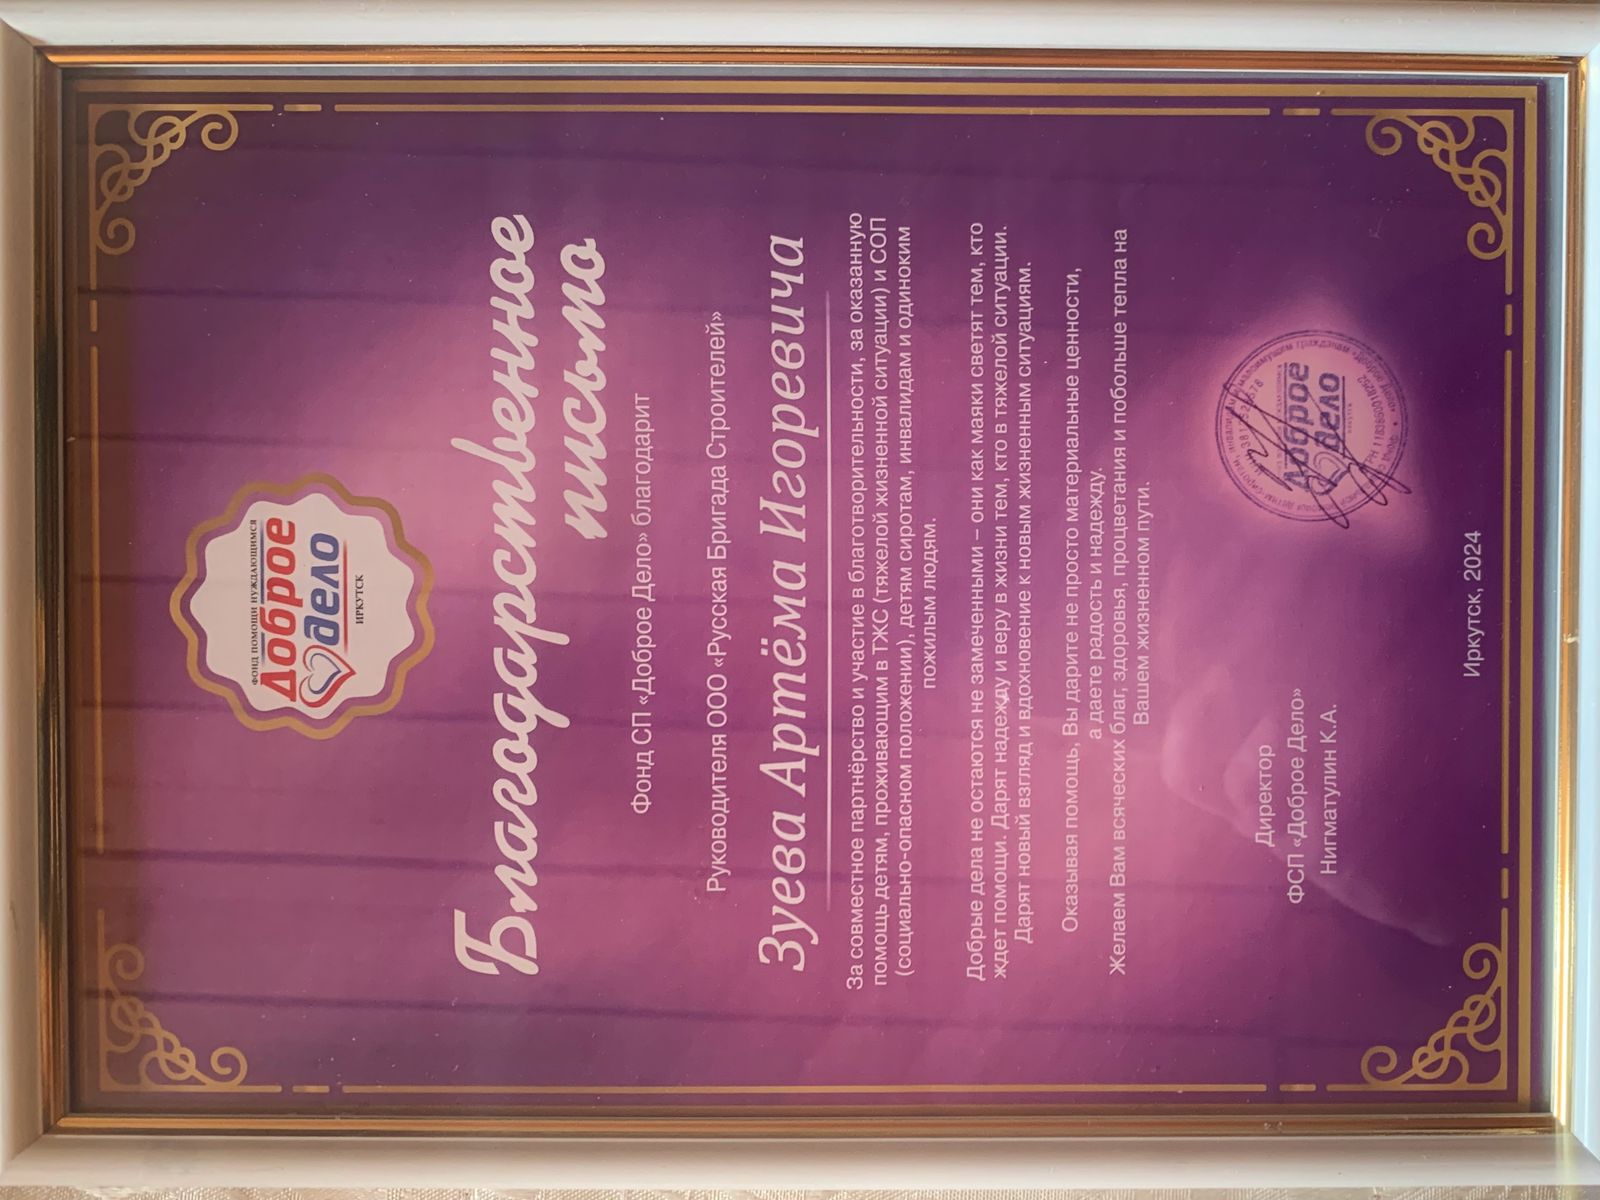 ФОНД ПОМОЩИ НУЖДАЮЩИМСЯ
Доброе
дело
ИРКУТСК
Благодарственное
письмо
Фонд СП «Доброе Дело» благодарит
Руководителя ООО «Русская Бригада Строителей»
Зуева Артёма Игоревича
За совместное партнёрство и участие в благотворительности, за оказанную
помощь детям, проживающим в ТЖС (тяжелой жизненной ситуации) и СОП
(социально-опасном положении), детям сиротам, инвалидам и одиноким
пожилым людям.
Добрые дела не остаются не замеченными – они как маяки светят тем, кто
ждет помощи. Дарят надежду и веру в жизни тем, кто в тяжелой ситуации.
Дарят новый взгляд и вдохновение к новым жизненным ситуациям.
Оказывая помощь, Вы дарите не просто материальные ценности,
а даете радость и надежду.
Желаем Вам всяческих благ, здоровья, процветания и побольше тепла на
Вашем жизненном пути.
Директор
ФСП «Доброе Дело»
Нигматулин К.А.
Доброе
дело
ИРКУТСК
Иркутск, 2024